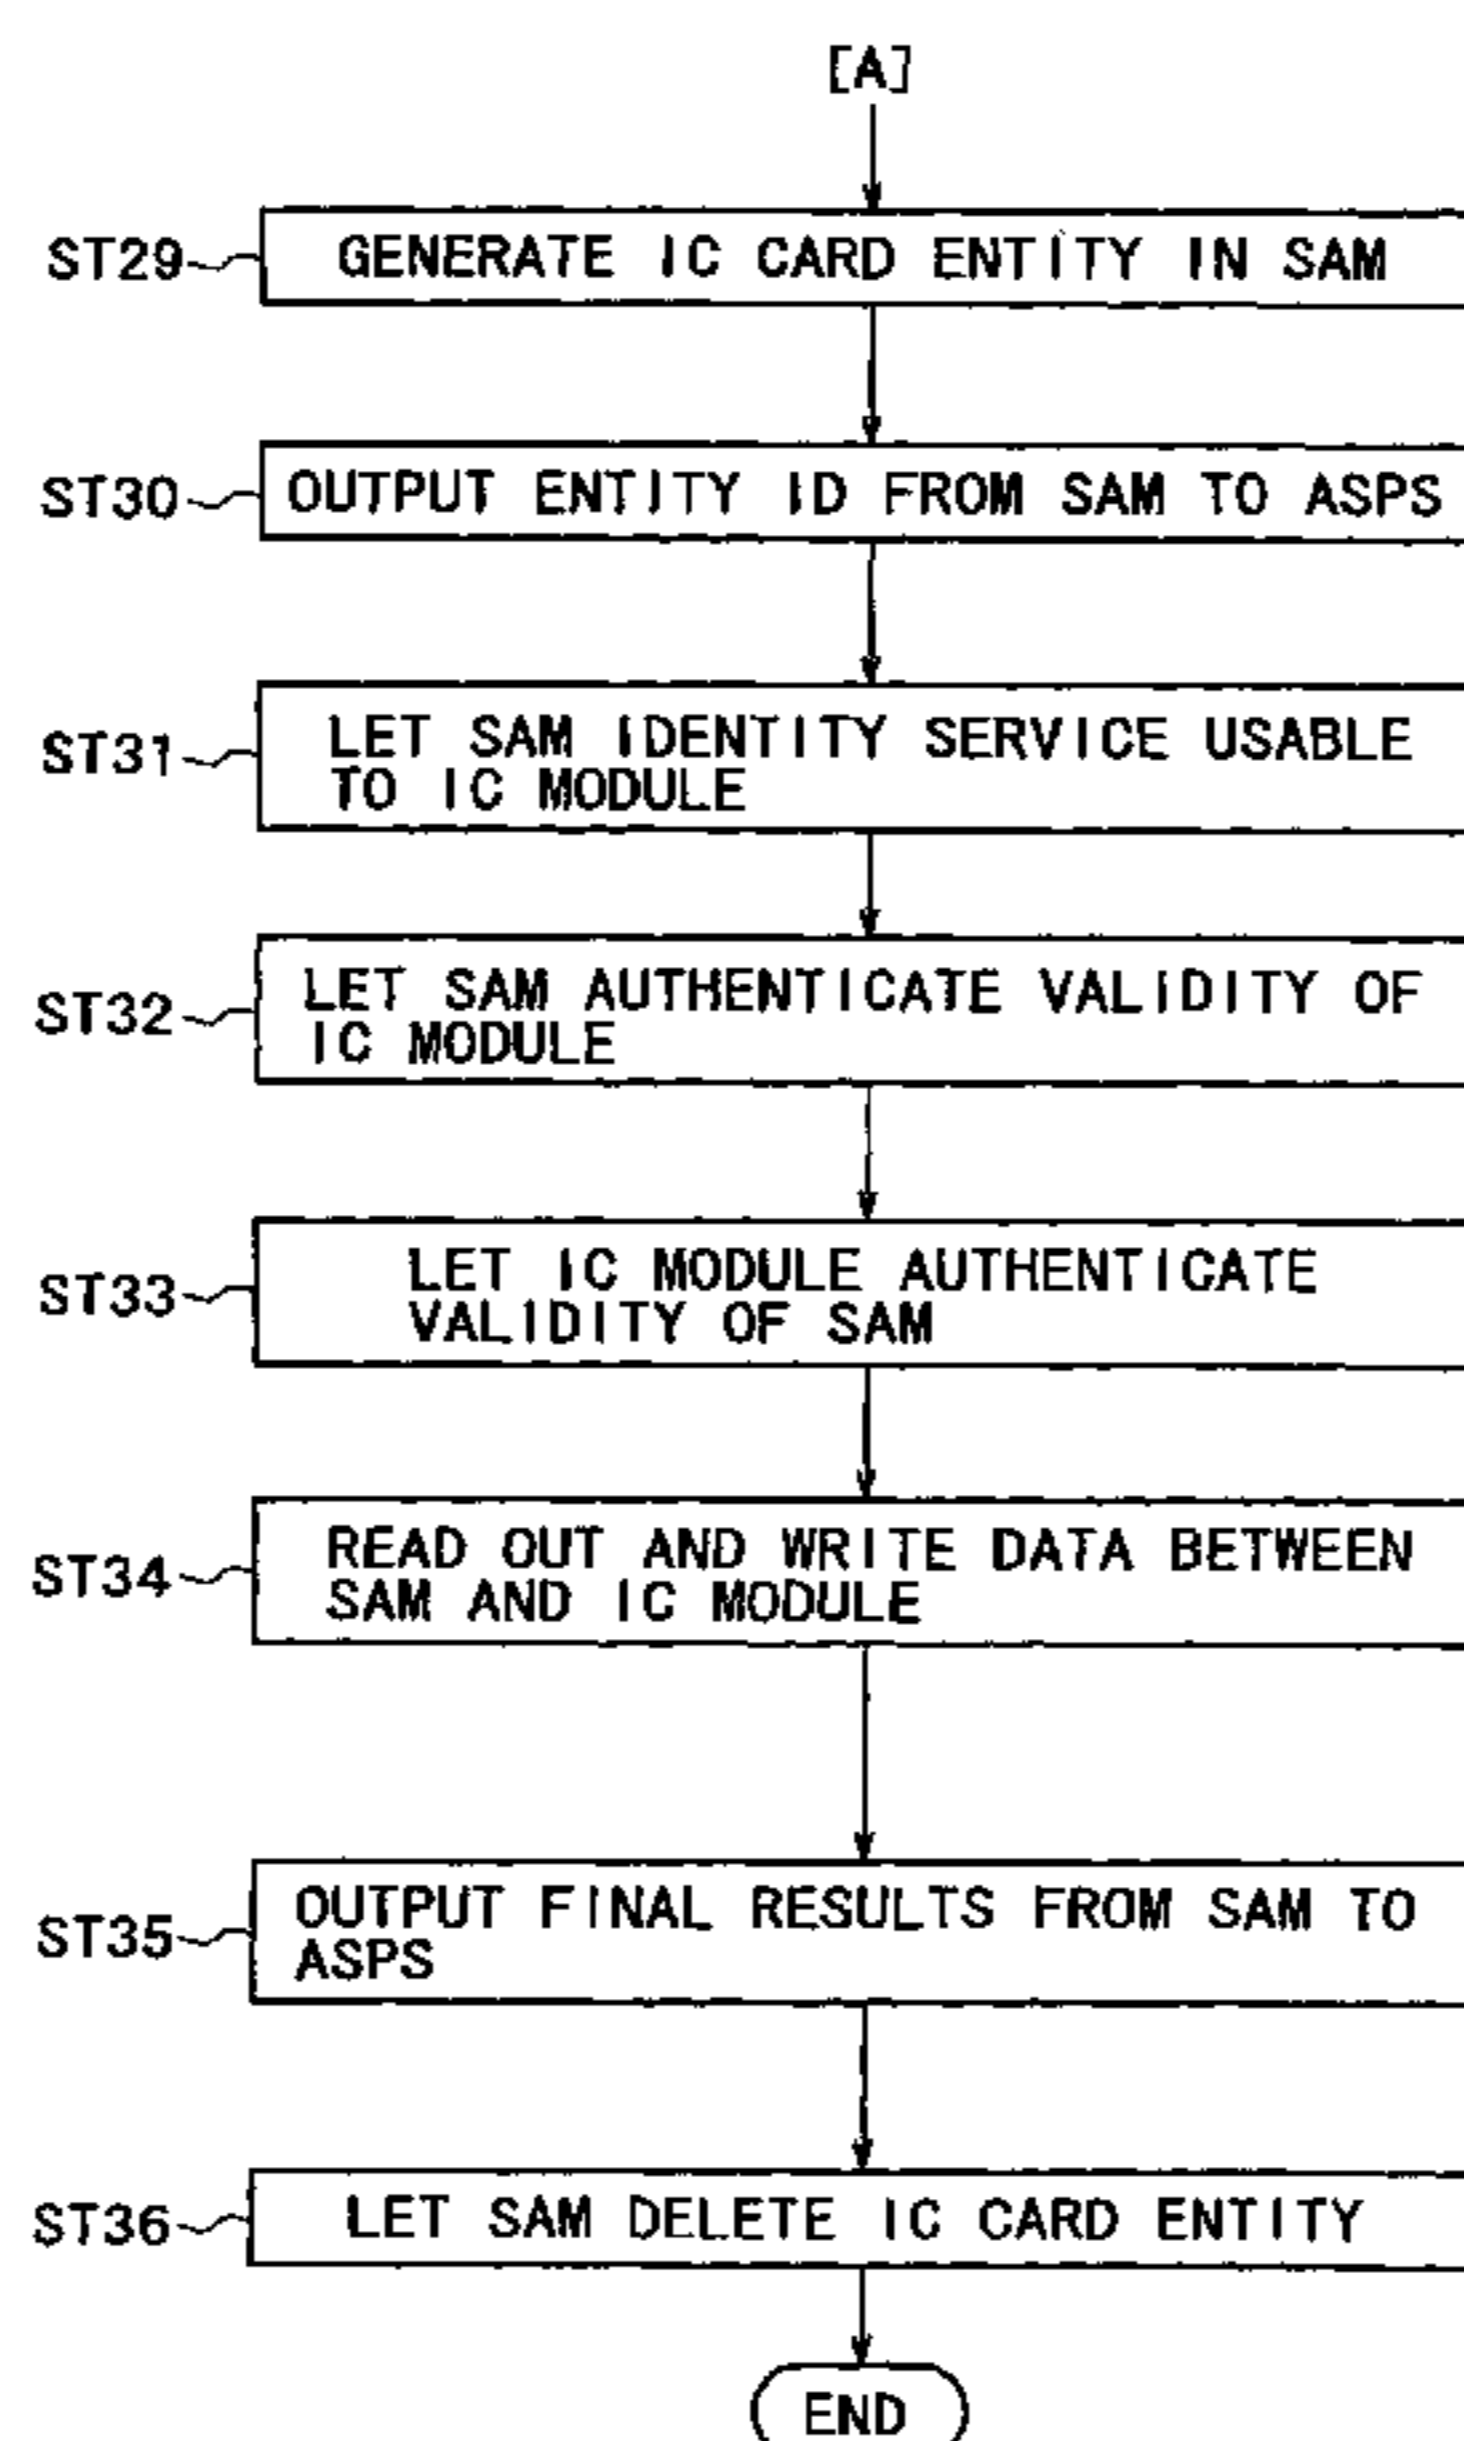 [A]
ST29
GENERATE IC CARD ENTITY IN SAM
ST30
OUTPUT ENTITY ID FROM SAM TO ASPS
ST31
LET SAM IDENTITY SERVICE USABLE
TO IC MODULE
ST32
LET SAM AUTHENTICATE VALIDITY OF
IC MODULE
ST33
LET IC MODULE AUTHENTICATE
VALIDITY OF SAM
ST34
READ OUT AND WRITE DATA BETWEEN
SAM AND IC MODULE
ST35
OUTPUT FINAL RESULTS FROM SAM TO
ASPS
ST36
LET SAM DELETE IC CARD ENTITY
END